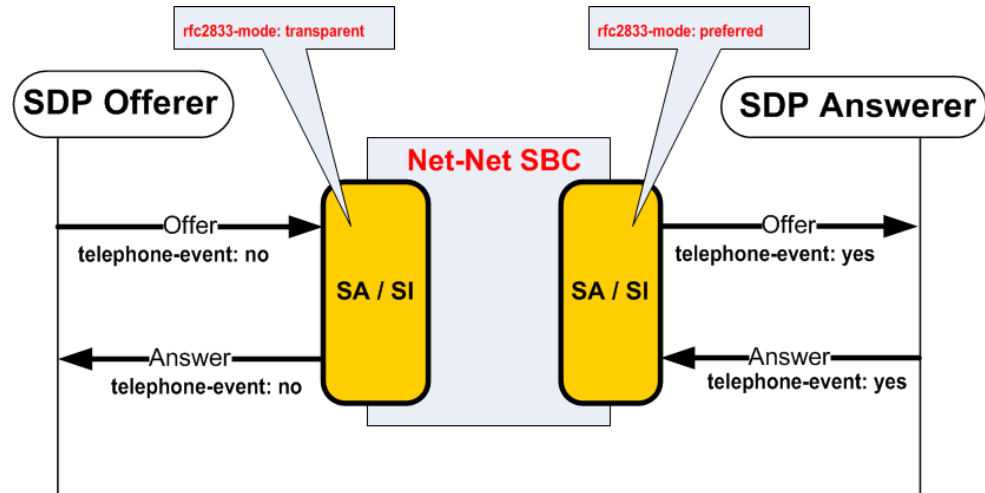 rfc2833-mode: transparent
rfc2833-mode: preferred
SDP Offerer
SDP Answerer
Net-Net SBC
Offer
telephone-event: no
Offer
telephone-event: yes
SA / SI
SA / SI
Answer
telephone-event: no
Answer
telephone-event: yes